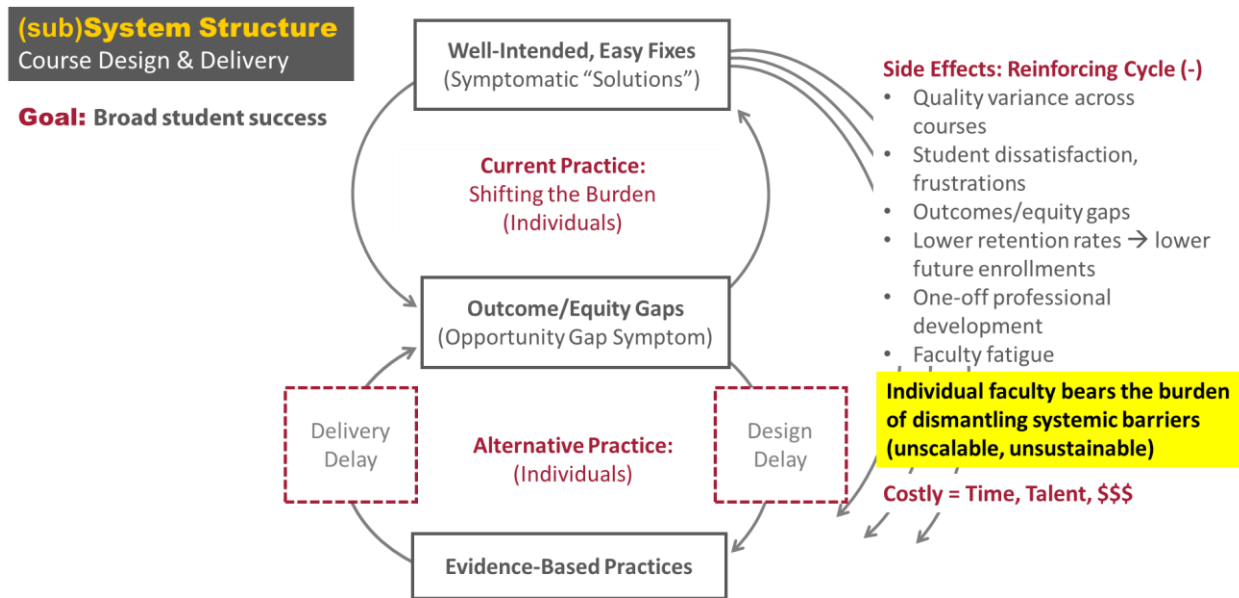 (sub)System Structure
Course Design & Delivery
Goal: Broad student success
Well-Intended, Easy Fixes
(Symptomatic “Solutions”)
Current Practice:
Shifting the Burden
(Individuals)
Outcome/Equity Gaps
(Opportunity Gap Symptom)
Delivery
Delay
Alternative Practice:
(Individuals)
Design
Delay
Evidence-Based Practices
Side Effects: Reinforcing Cycle (-)
• Quality variance across
courses
• Student dissatisfaction,
frustrations
• Outcomes/equity gaps
• Lower retention rates → lower
future enrollments
• One-off professional
development
• Faculty fatigue
Individual faculty bears the burden
of dismantling systemic barriers
(unscalable, unsustainable)
Costly = Time, Talent, $$$